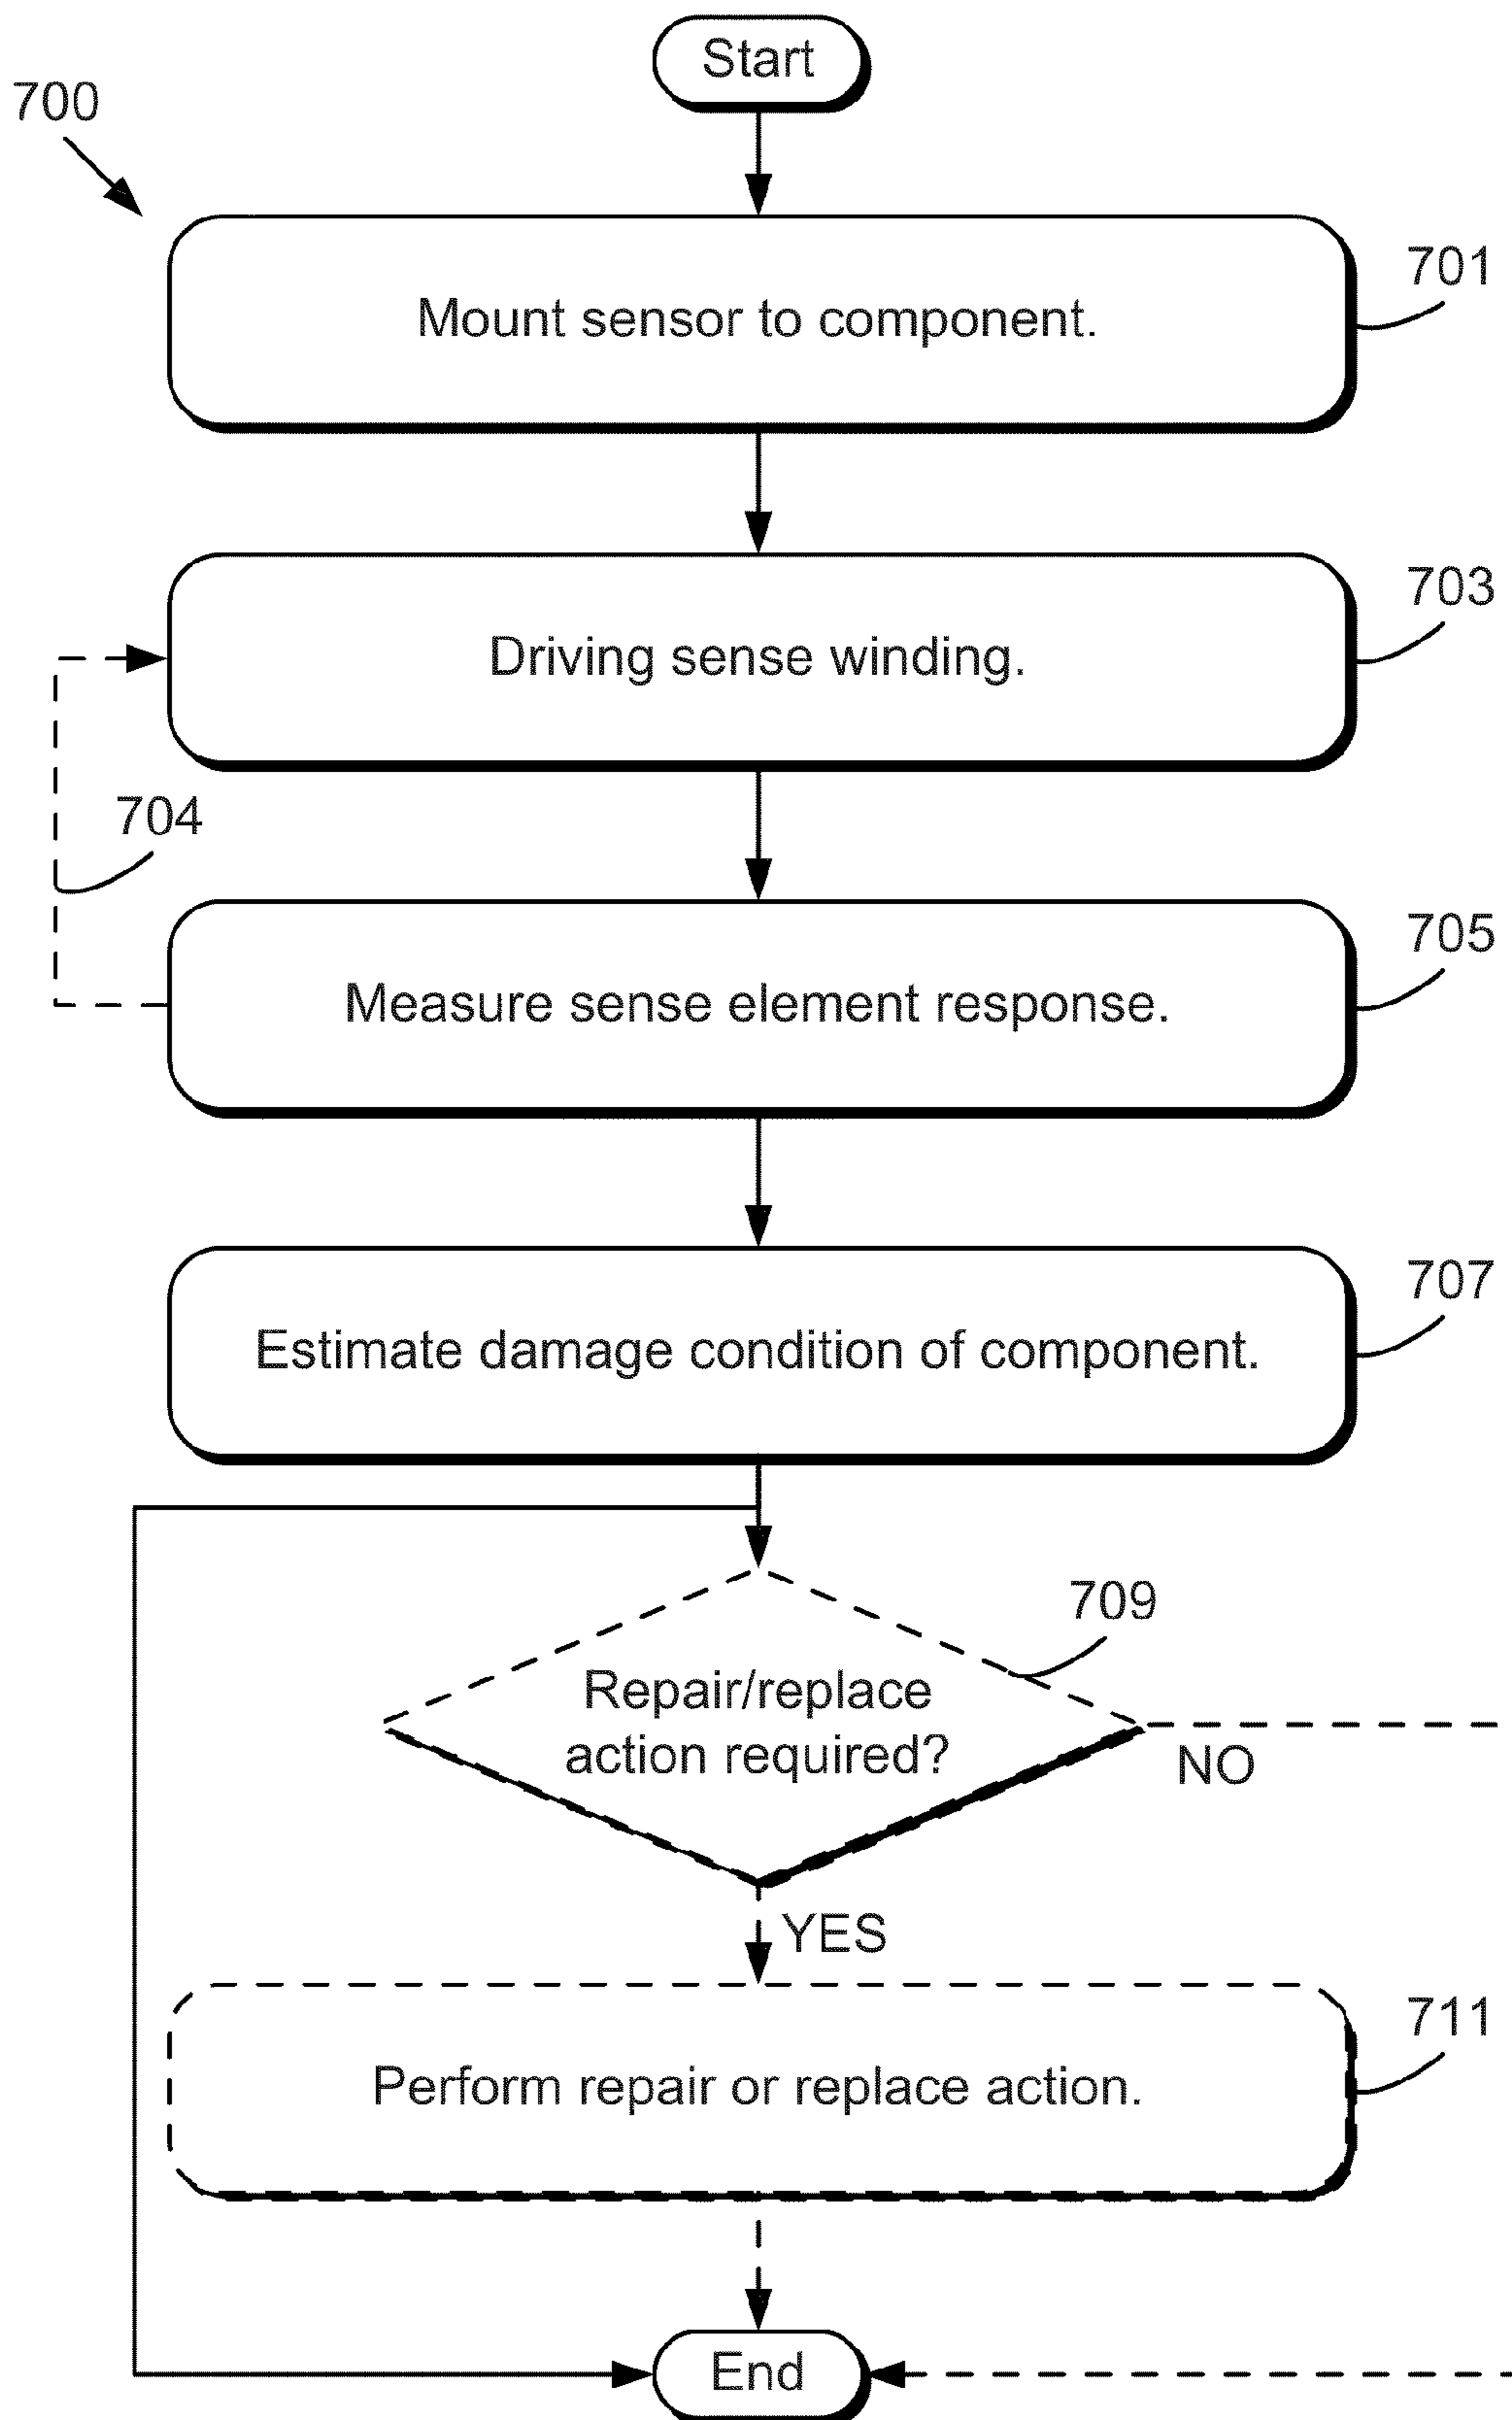 Start
700
Mount sensor to component.
701
Driving sense winding.
703
704
Measure sense element response.
705
Estimate damage condition of component.
707
Repair/replace
action required?
709
NO
YES
Perform repair or replace action.
711
End